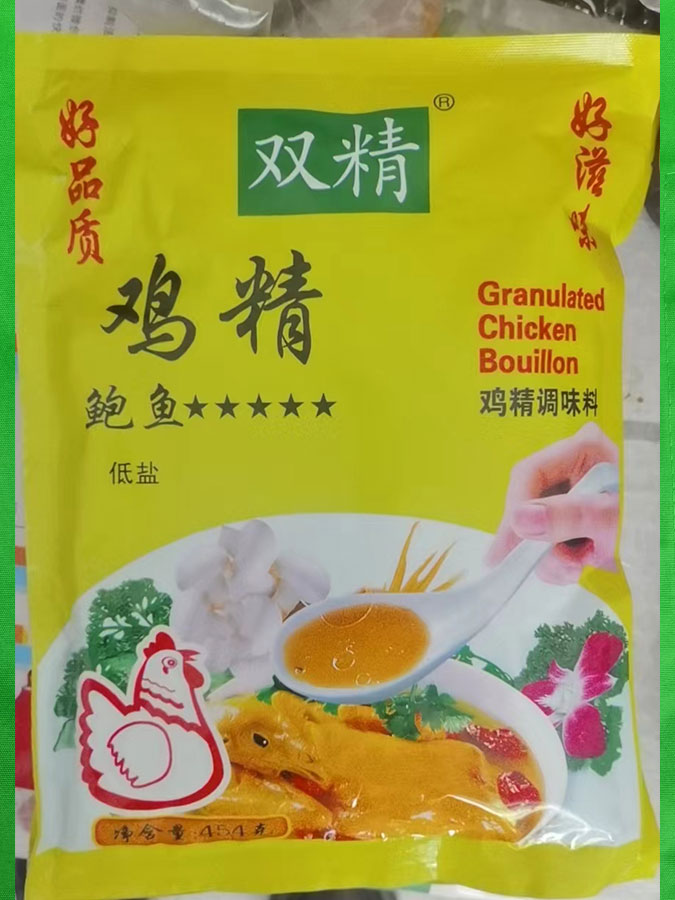 双精
®
好品质
好滋味
鸡精
Granulated
Chicken
Bouillon
鲍鱼★★★★★
鸡精调味料
低盐
净含量:454克